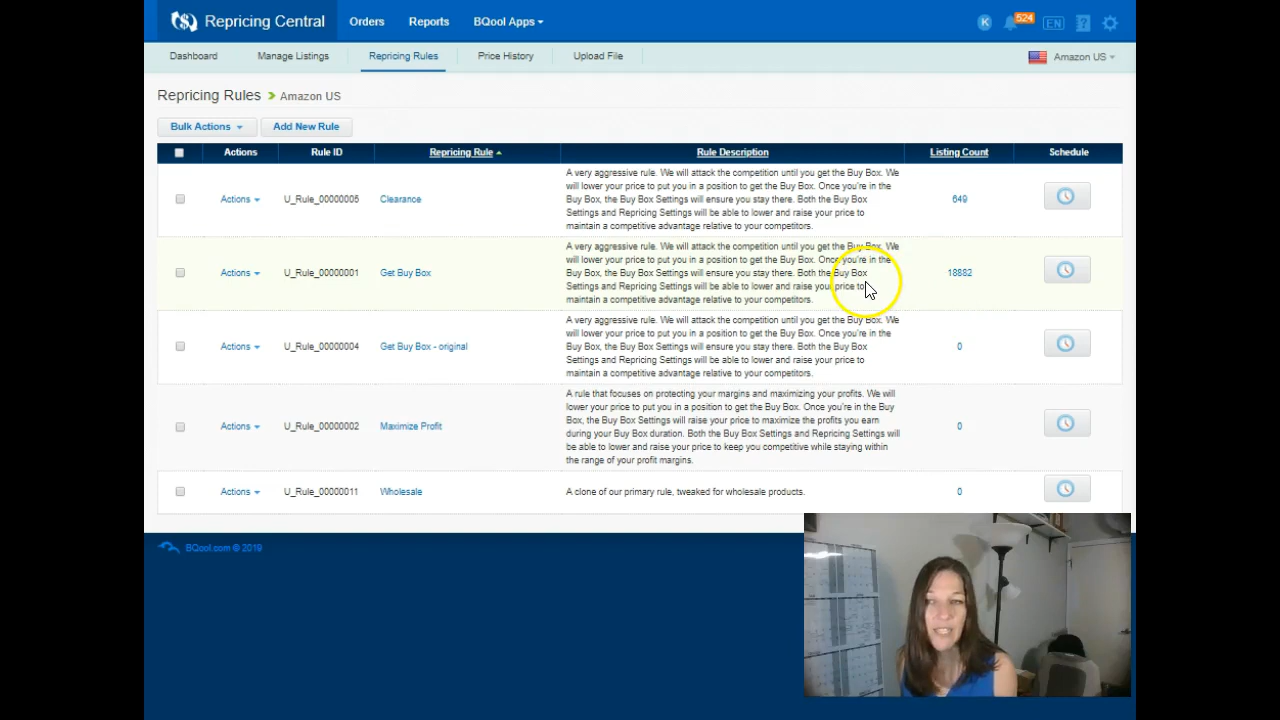 Repricing Central Orders Reports BQool Apps K 524 EN
Dashboard Manage Listings Repricing Rules Price History Upload File Amazon US
Repricing Rules Amazon US
Bulk Actions Add New Rule
Actions Rule ID Repricing Rule Rule Description Listing Count Schedule
A very aggressive rule. We will attack the competition until you get the Buy Box. We
will lower your price to put you in a position to get the Buy Box. Once you're in the
Actions U_Rule_00000005 Clearance Buy Box, the Buy Box Settings will ensure you stay there. Both the Buy Box 649
Settings and Repricing Settings will be able to lower and raise your price to
maintain a competitive advantage relative to your competitors.
A very aggressive rule. We will attack the competition until you get the Buy Box. We
will lower your price to put you in a position to get the Buy Box. Once you're in the
Actions U_Rule_00000001 Get Buy Box Buy Box, the Buy Box Settings will ensure you stay there. Both the Buy Box 18882
Settings and Repricing Settings will be able to lower and raise your price to
maintain a competitive advantage relative to your competitors.
A very aggressive rule. We will attack the competition until you get the Buy Box. We
will lower your price to put you in a position to get the Buy Box. Once you're in the
Actions U_Rule_00000004 Get Buy Box - original Buy Box, the Buy Box Settings will ensure you stay there. Both the Buy Box 0
Settings and Repricing Settings will be able to lower and raise your price to
maintain a competitive advantage relative to your competitors.
A rule that focuses on protecting your margins and maximizing your profits. We will
lower your price to put you in a position to get the Buy Box. Once you're in the Buy
Box, the Buy Box Settings will raise your price to maximize the profits you earn
Actions U_Rule_00000002 Maximize Profit during your Buy Box duration. Both the Buy Box Settings and Repricing Settings will 0
be able to lower and raise your price to keep you competitive while staying within
the range of your profit margins.
Actions U_Rule_00000011 Wholesale A clone of our primary rule, tweaked for wholesale products. 0
BQool.com © 2019